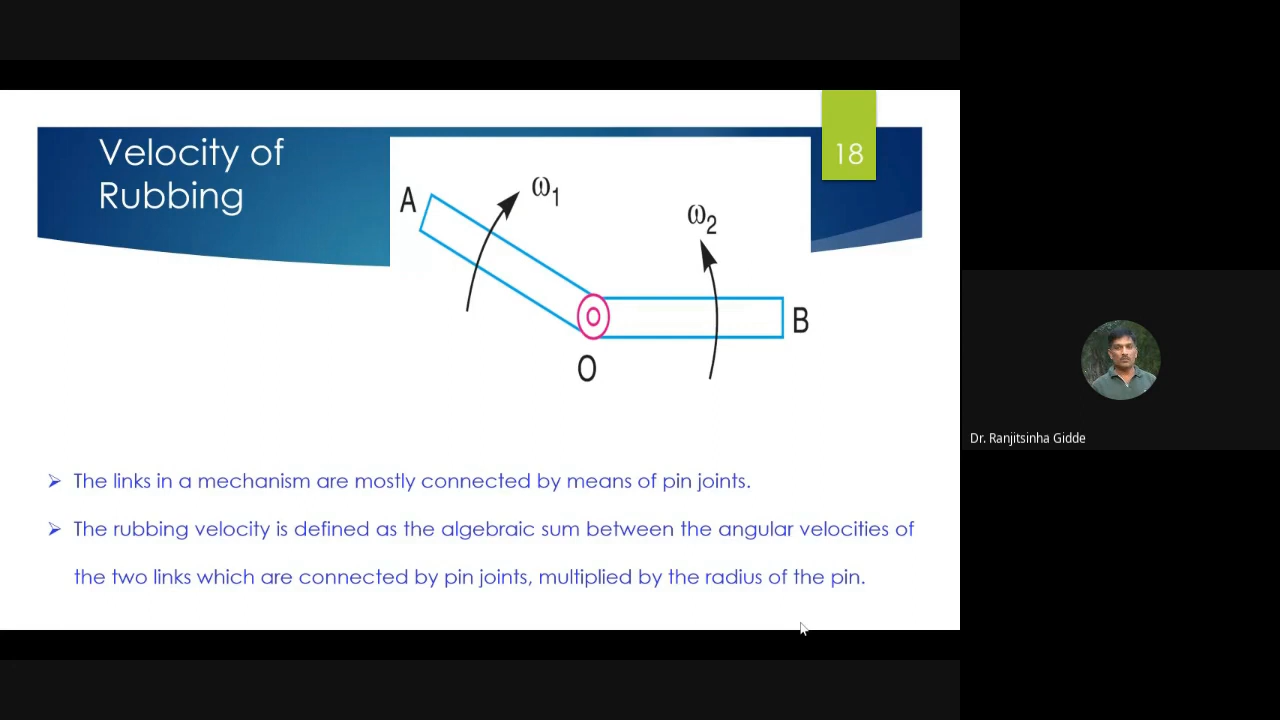 Velocity of
Rubbing
18
A
ω1
ω2
B
O
➢ The links in a mechanism are mostly connected by means of pin joints.
➢ The rubbing velocity is defined as the algebraic sum between the angular velocities of
the two links which are connected by pin joints, multiplied by the radius of the pin.
Dr. Ranjitsinha Gidde